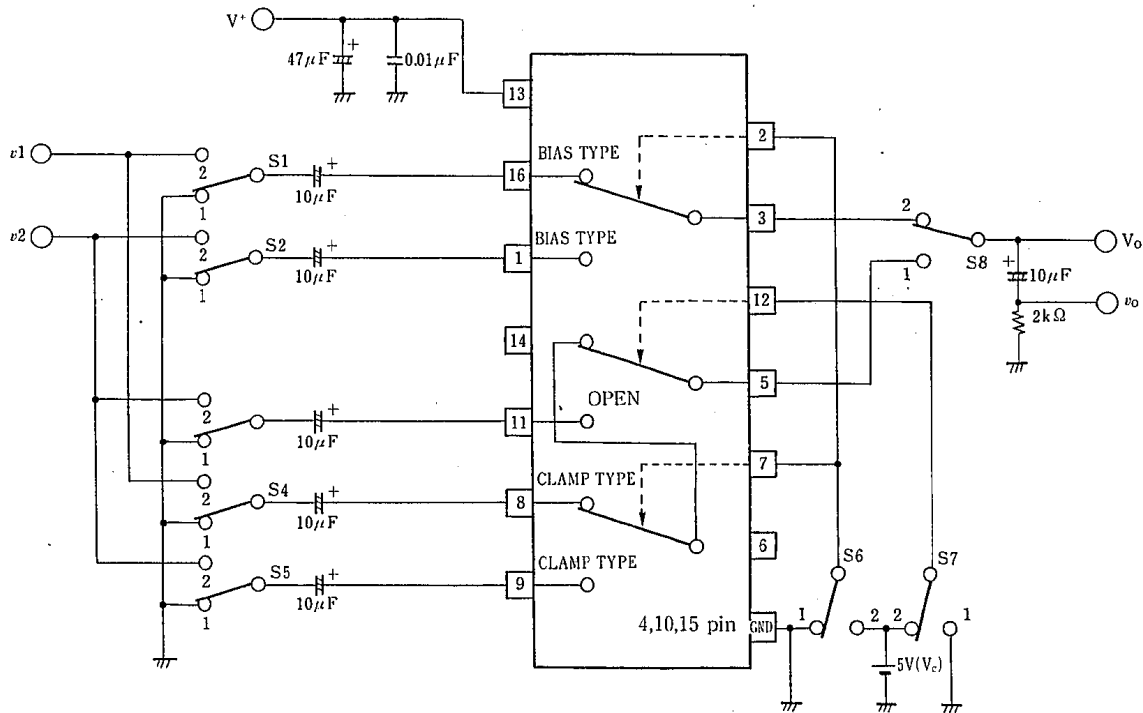 V+
47μF +
0.01μF
13
2
v1
2
S1
+
BIAS TYPE
16
1
10μF
3
2
Vo
v2
2
S2
+
BIAS TYPE
1
1
10μF
1
S8
+
10μF
12
vo
2kΩ
14
5
OPEN
2
+
11
1
10μF
7
2
S4
+
CLAMP TYPE
8
1
10μF
6
2
S5
+
CLAMP TYPE
9
1
10μF
S6
S7
4,10,15 pin
GND
1
2
2
1
5V(Vc)